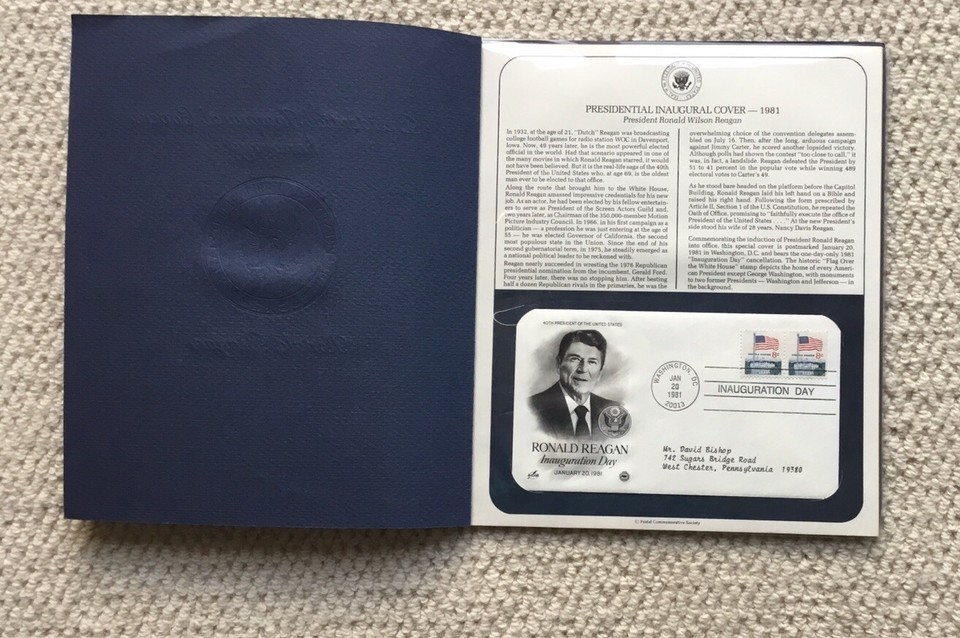 PRESIDENTIAL INAUGURAL COVER — 1981
President Ronald Wilson Reagan
In 1932, at the age of 21, "Dutch" Reagan was broadcasting
college football games for radio station WOC in Davenport,
Iowa. Now, 49 years later, he is the most powerful elected
official in the world. Had that scenario appeared in one of
the many movies in which Ronald Reagan starred, it would
not have been believed. But it is the real-life saga of the 40th
President of the United States who, at age 69, is the oldest
man ever to be elected to that office.
Along the route that brought him to the White House,
Ronald Reagan amassed impressive credentials for his new
job. As an actor, he had been elected by his fellow entertain-
ers to serve as President of the Screen Actors Guild and,
two years later, as Chairman of the 350,000-member Motion
Picture Industry Council. In 1966, in his first campaign as a
politician — a profession he was just entering at the age of
55 — he was elected Governor of California, the second
most populous state in the Union. Since the end of his
second gubernatorial term, in 1975, he steadily emerged as
a national political leader to be reckoned with.
Reagan nearly succeeded in wresting the 1976 Republican
presidential nomination from the incumbent, Gerald Ford.
Four years later, there was no stopping him. After besting
half a dozen Republican rivals in the primaries, he was the
overwhelming choice of the convention delegates assem-
bled on July 16. Then, after the long, arduous campaign
against Jimmy Carter, he scored another lopsided victory.
Although polls had shown the contest "too close to call," it
was, in fact, a landslide. Reagan defeated the President by
51 to 41 percent in the popular vote while winning 489
electoral votes to Carter's 49.
As he stood bare headed on the platform before the Capitol
Building, Ronald Reagan laid his left hand on a Bible and
raised his right hand. Following the form prescribed by
Article II, Section 1 of the U.S. Constitution, he repeated the
Oath of Office, promising to "faithfully execute the office of
President of the United States . . . ." At the new President's
side stood his wife of 28 years, Nancy Davis Reagan.
Commemorating the induction of President Ronald Reagan
into office, this special cover is postmarked January 20,
1981 in Washington, D.C. and bears the one-day-only 1981
"Inauguration Day" cancellation. The historic "Flag Over
the White House" stamp depicts the home of every Ameri-
can President except George Washington, with monuments
to two former Presidents — Washington and Jefferson — in
the background.
40TH PRESIDENT OF THE UNITED STATES
RONALD REAGAN
Inauguration Day
JANUARY 20, 1981
WASHINGTON, DC
JAN
20
1981
20013
INAUGURATION DAY
8c
8c
Mr. David Bishop
742 Sugars Bridge Road
West Chester, Pennsylvania 19380
© Postal Commemorative Society